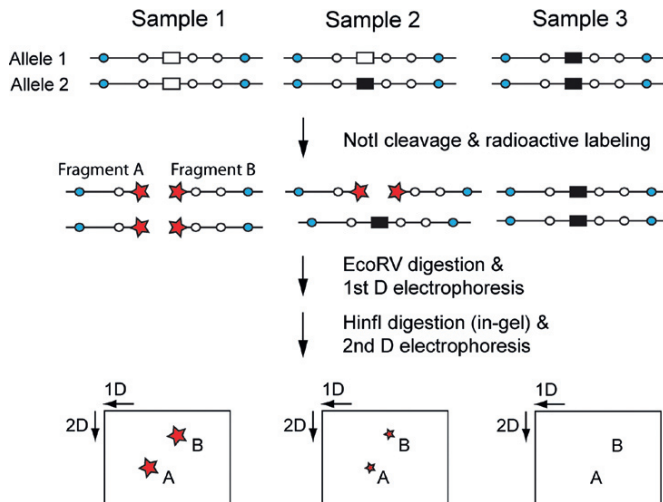 Sample 1 Sample 2 Sample 3
Allele 1
Allele 2
NotI cleavage & radioactive labeling
Fragment A Fragment B
EcoRV digestion &
1st D electrophoresis
HinfI digestion (in-gel) &
2nd D electrophoresis
1D 1D 1D
2D 2D 2D
B B B
A A A